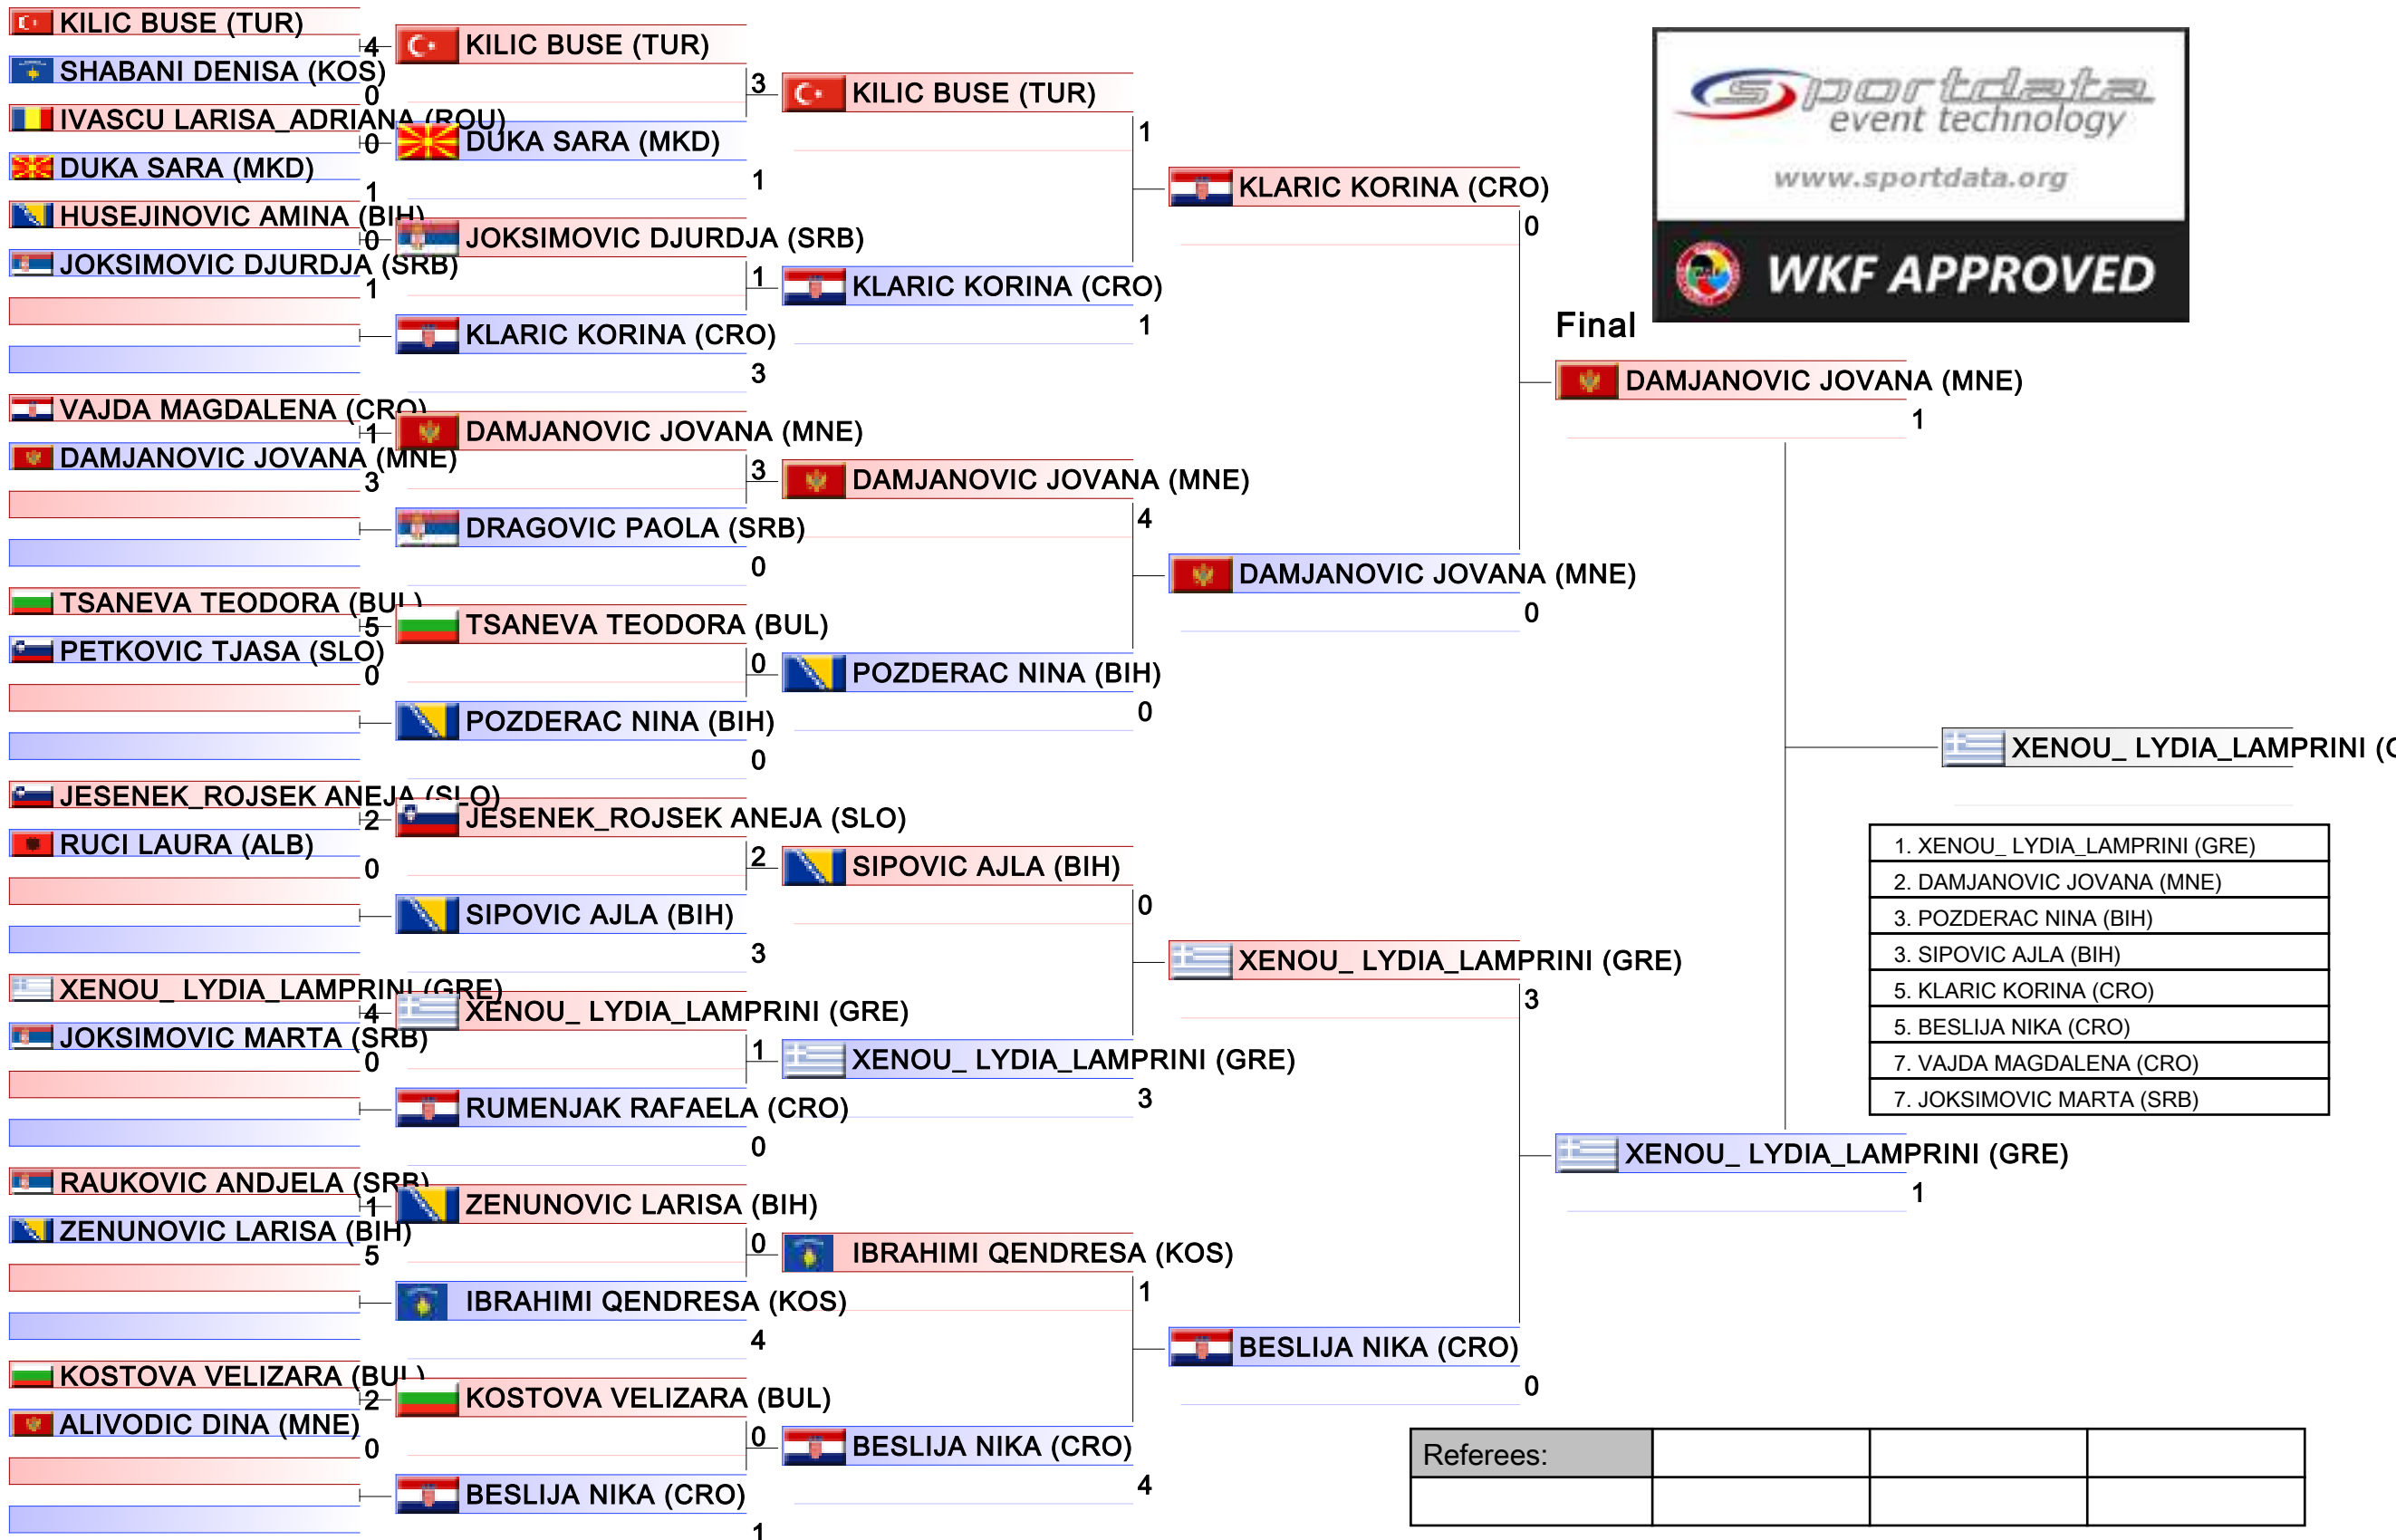 KILIC BUSE (TUR)
4
SHABANI DENISA (KOS)
0
IVASCU LARISA_ADRIANA (ROU)
0
DUKA SARA (MKD)
1
HUSEJINOVIC AMINA (BIH)
0
JOKSIMOVIC DJURDJA (SRB)
1
VAJDA MAGDALENA (CRO)
1
DAMJANOVIC JOVANA (MNE)
3
TSANEVA TEODORA (BUL)
5
PETKOVIC TJASA (SLO)
0
JESENEK_ROJSEK ANEJA (SLO)
2
RUCI LAURA (ALB)
0
XENOU_ LYDIA_LAMPRINI (GRE)
4
JOKSIMOVIC MARTA (SRB)
0
RAUKOVIC ANDJELA (SRB)
1
ZENUNOVIC LARISA (BIH)
5
KOSTOVA VELIZARA (BUL)
2
ALIVODIC DINA (MNE)
0
KILIC BUSE (TUR)
3
DUKA SARA (MKD)
1
JOKSIMOVIC DJURDJA (SRB)
1
KLARIC KORINA (CRO)
3
DAMJANOVIC JOVANA (MNE)
3
DRAGOVIC PAOLA (SRB)
0
TSANEVA TEODORA (BUL)
0
POZDERAC NINA (BIH)
0
JESENEK_ROJSEK ANEJA (SLO)
2
SIPOVIC AJLA (BIH)
3
XENOU_ LYDIA_LAMPRINI (GRE)
1
RUMENJAK RAFAELA (CRO)
0
ZENUNOVIC LARISA (BIH)
0
IBRAHIMI QENDRESA (KOS)
4
KOSTOVA VELIZARA (BUL)
0
BESLIJA NIKA (CRO)
1
KILIC BUSE (TUR)
1
KLARIC KORINA (CRO)
1
DAMJANOVIC JOVANA (MNE)
4
POZDERAC NINA (BIH)
0
SIPOVIC AJLA (BIH)
0
XENOU_ LYDIA_LAMPRINI (GRE)
3
IBRAHIMI QENDRESA (KOS)
1
BESLIJA NIKA (CRO)
4
KLARIC KORINA (CRO)
0
DAMJANOVIC JOVANA (MNE)
0
XENOU_ LYDIA_LAMPRINI (GRE)
3
BESLIJA NIKA (CRO)
0
Final
DAMJANOVIC JOVANA (MNE)
1
XENOU_ LYDIA_LAMPRINI (GRE)
1
sportdata
event technology
www.sportdata.org
WKF APPROVED
XENOU_ LYDIA_LAMPRINI (
1. XENOU_ LYDIA_LAMPRINI (GRE)
2. DAMJANOVIC JOVANA (MNE)
3. POZDERAC NINA (BIH)
3. SIPOVIC AJLA (BIH)
5. KLARIC KORINA (CRO)
5. BESLIJA NIKA (CRO)
7. VAJDA MAGDALENA (CRO)
7. JOKSIMOVIC MARTA (SRB)
Referees: